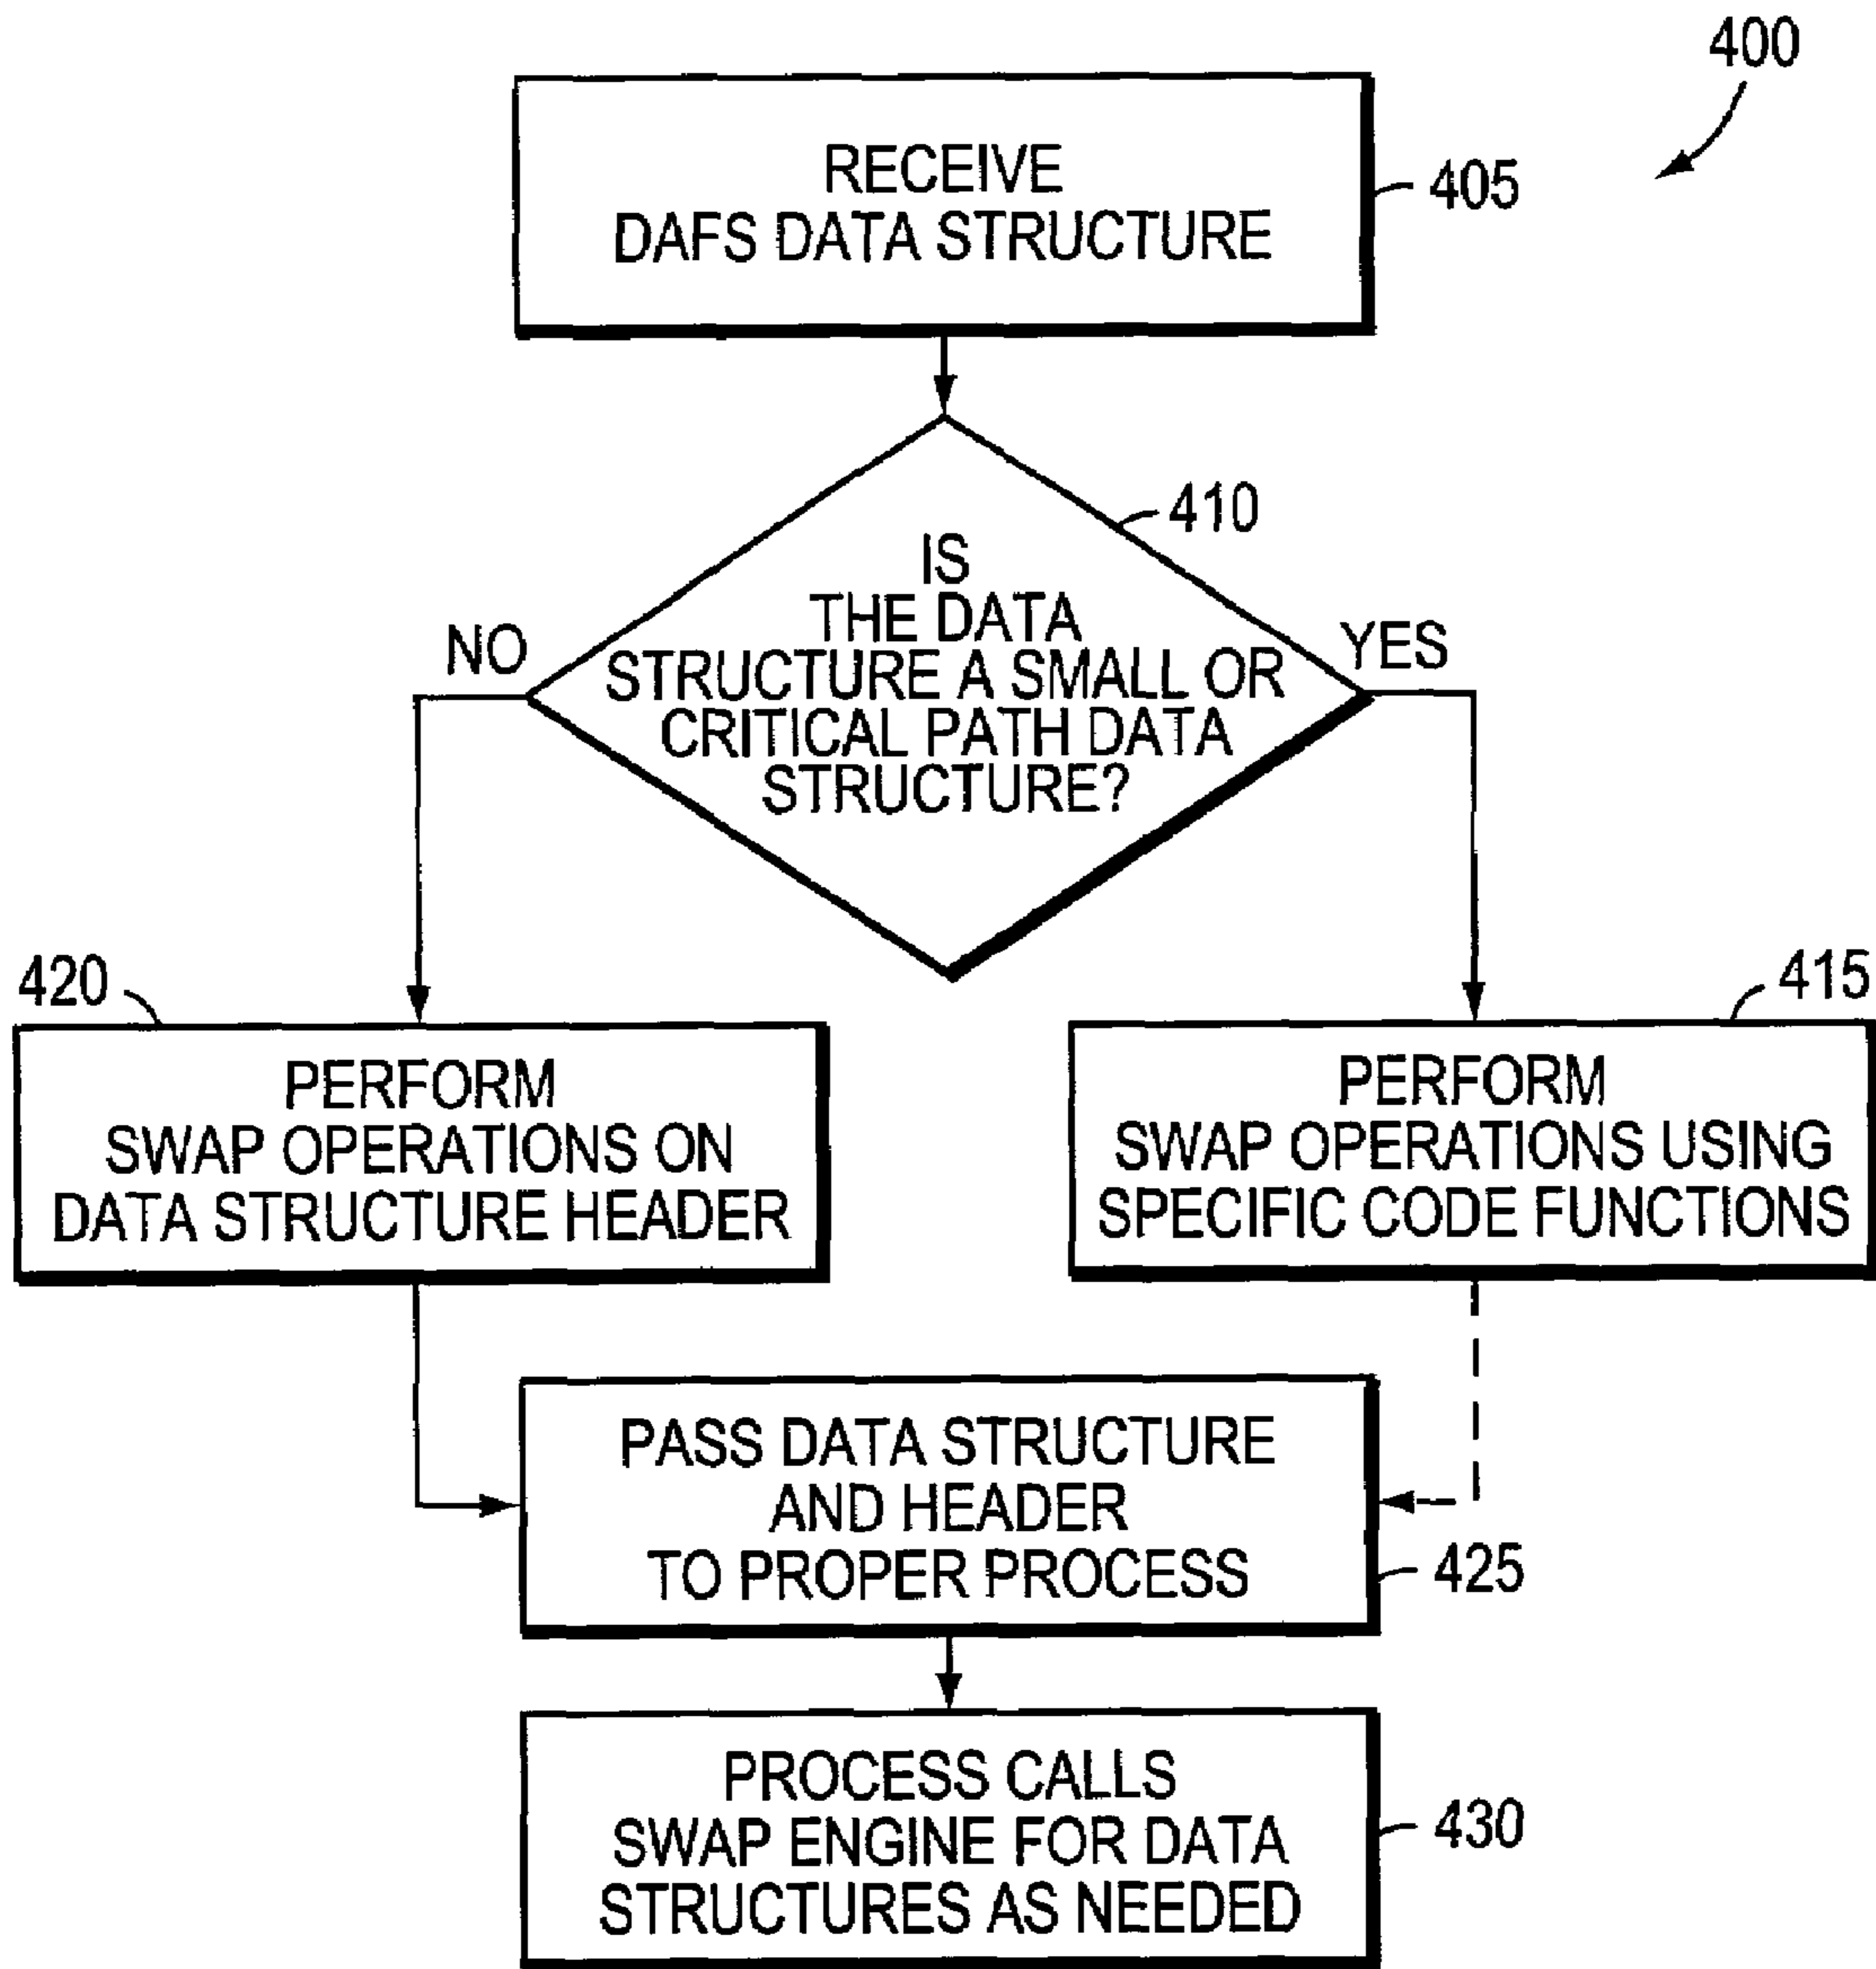 400
RECEIVE
DAFS DATA STRUCTURE
405
410
IS
THE DATA
STRUCTURE A SMALL OR
CRITICAL PATH DATA
STRUCTURE?
NO
YES
420
PERFORM
SWAP OPERATIONS ON
DATA STRUCTURE HEADER
415
PERFORM
SWAP OPERATIONS USING
SPECIFIC CODE FUNCTIONS
PASS DATA STRUCTURE
AND HEADER
TO PROPER PROCESS
425
PROCESS CALLS
SWAP ENGINE FOR DATA
STRUCTURES AS NEEDED
430